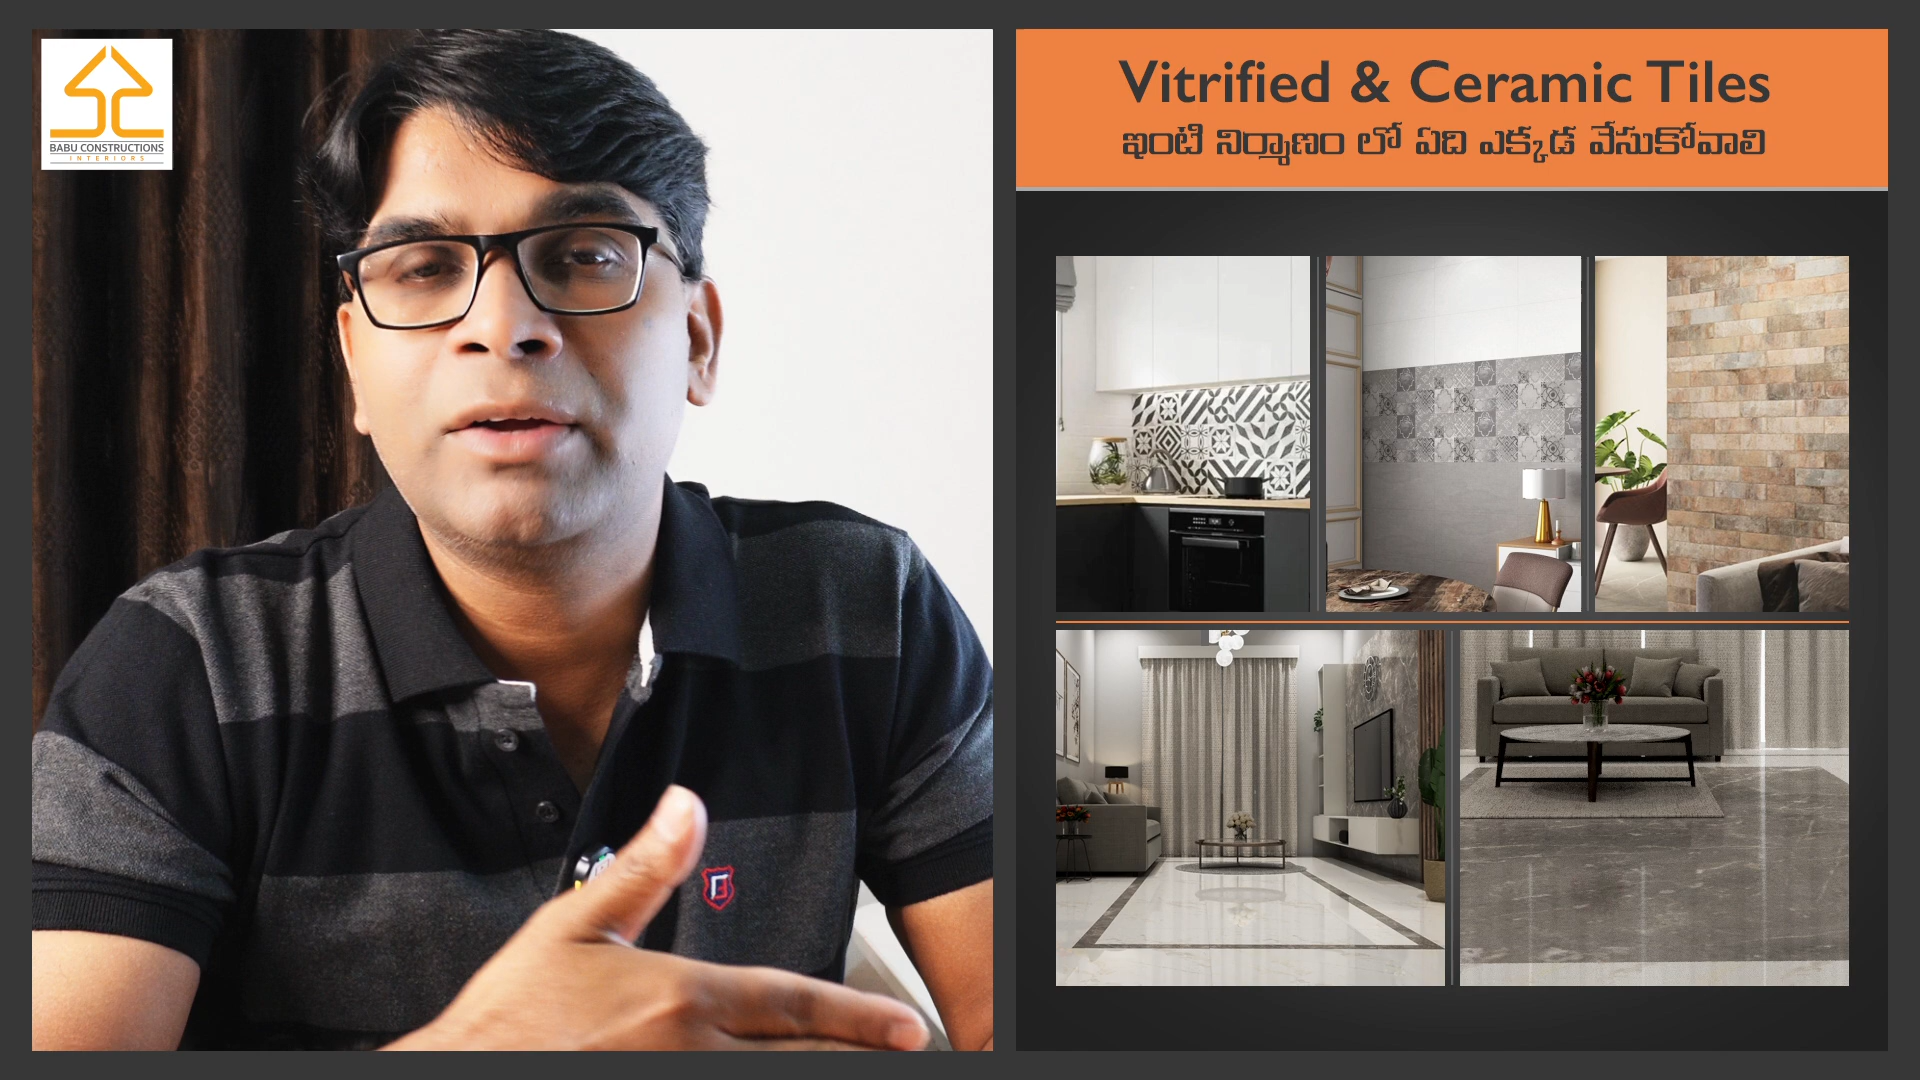 BABU CONSTRUCTIONS
INTERIORS
Vitrified & Ceramic Tiles
ఇంటి నిర్మాణం లో ఏది ఎక్కడ వేసుకోవాలి